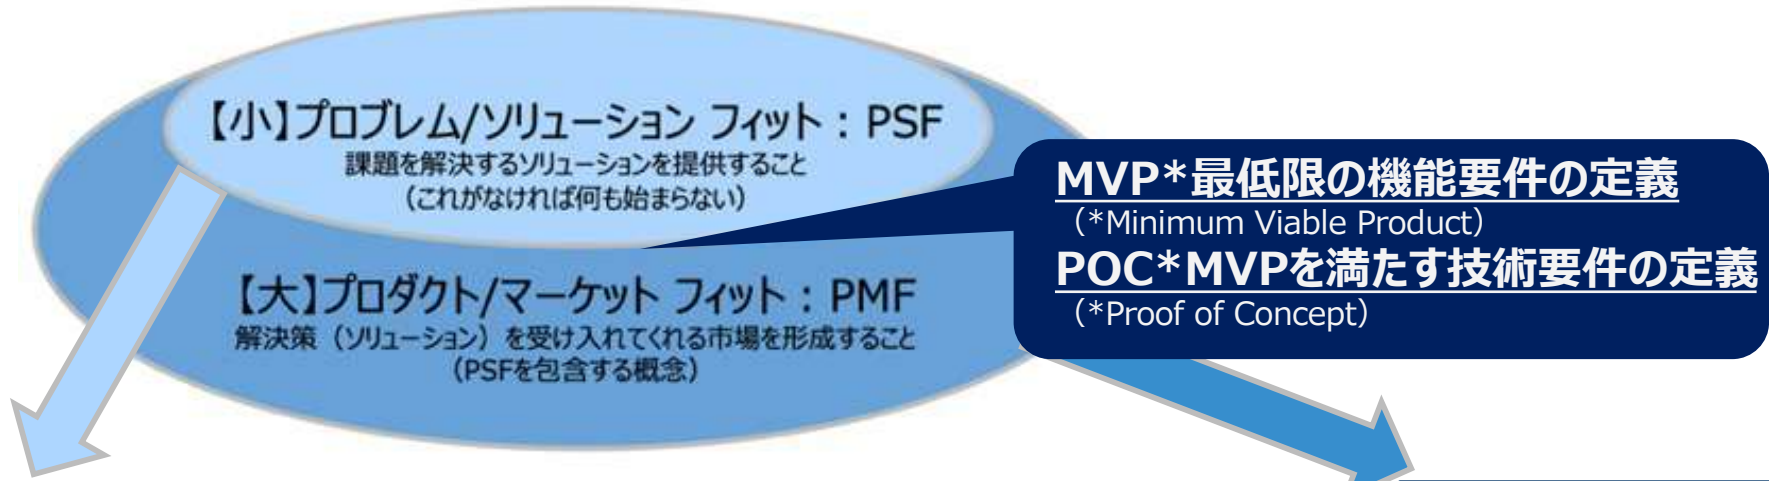 【小】プロブレム/ソリューション フィット：PSF
課題を解決するソリューションを提供すること
（これがなければ何も始まらない）
【大】プロダクト/マーケット フィット：PMF
解決策（ソリューション）を受け入れてくれる市場を形成すること
（PSFを包含する概念）
MVP*最低限の機能要件の定義
（*Minimum Viable Product）
POC*MVPを満たす技術要件の定義
（*Proof of Concept）